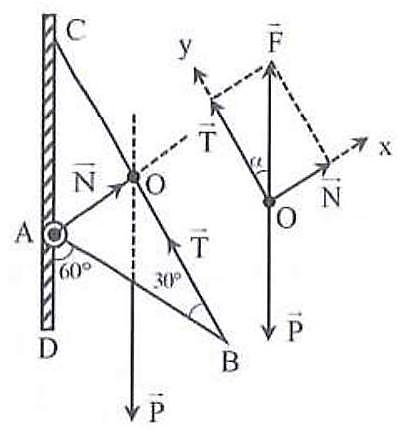 C
y
F⃗
T⃗
x
α
N⃗
O
N⃗
O
A
T⃗
60°
30°
P⃗
D
B
P⃗